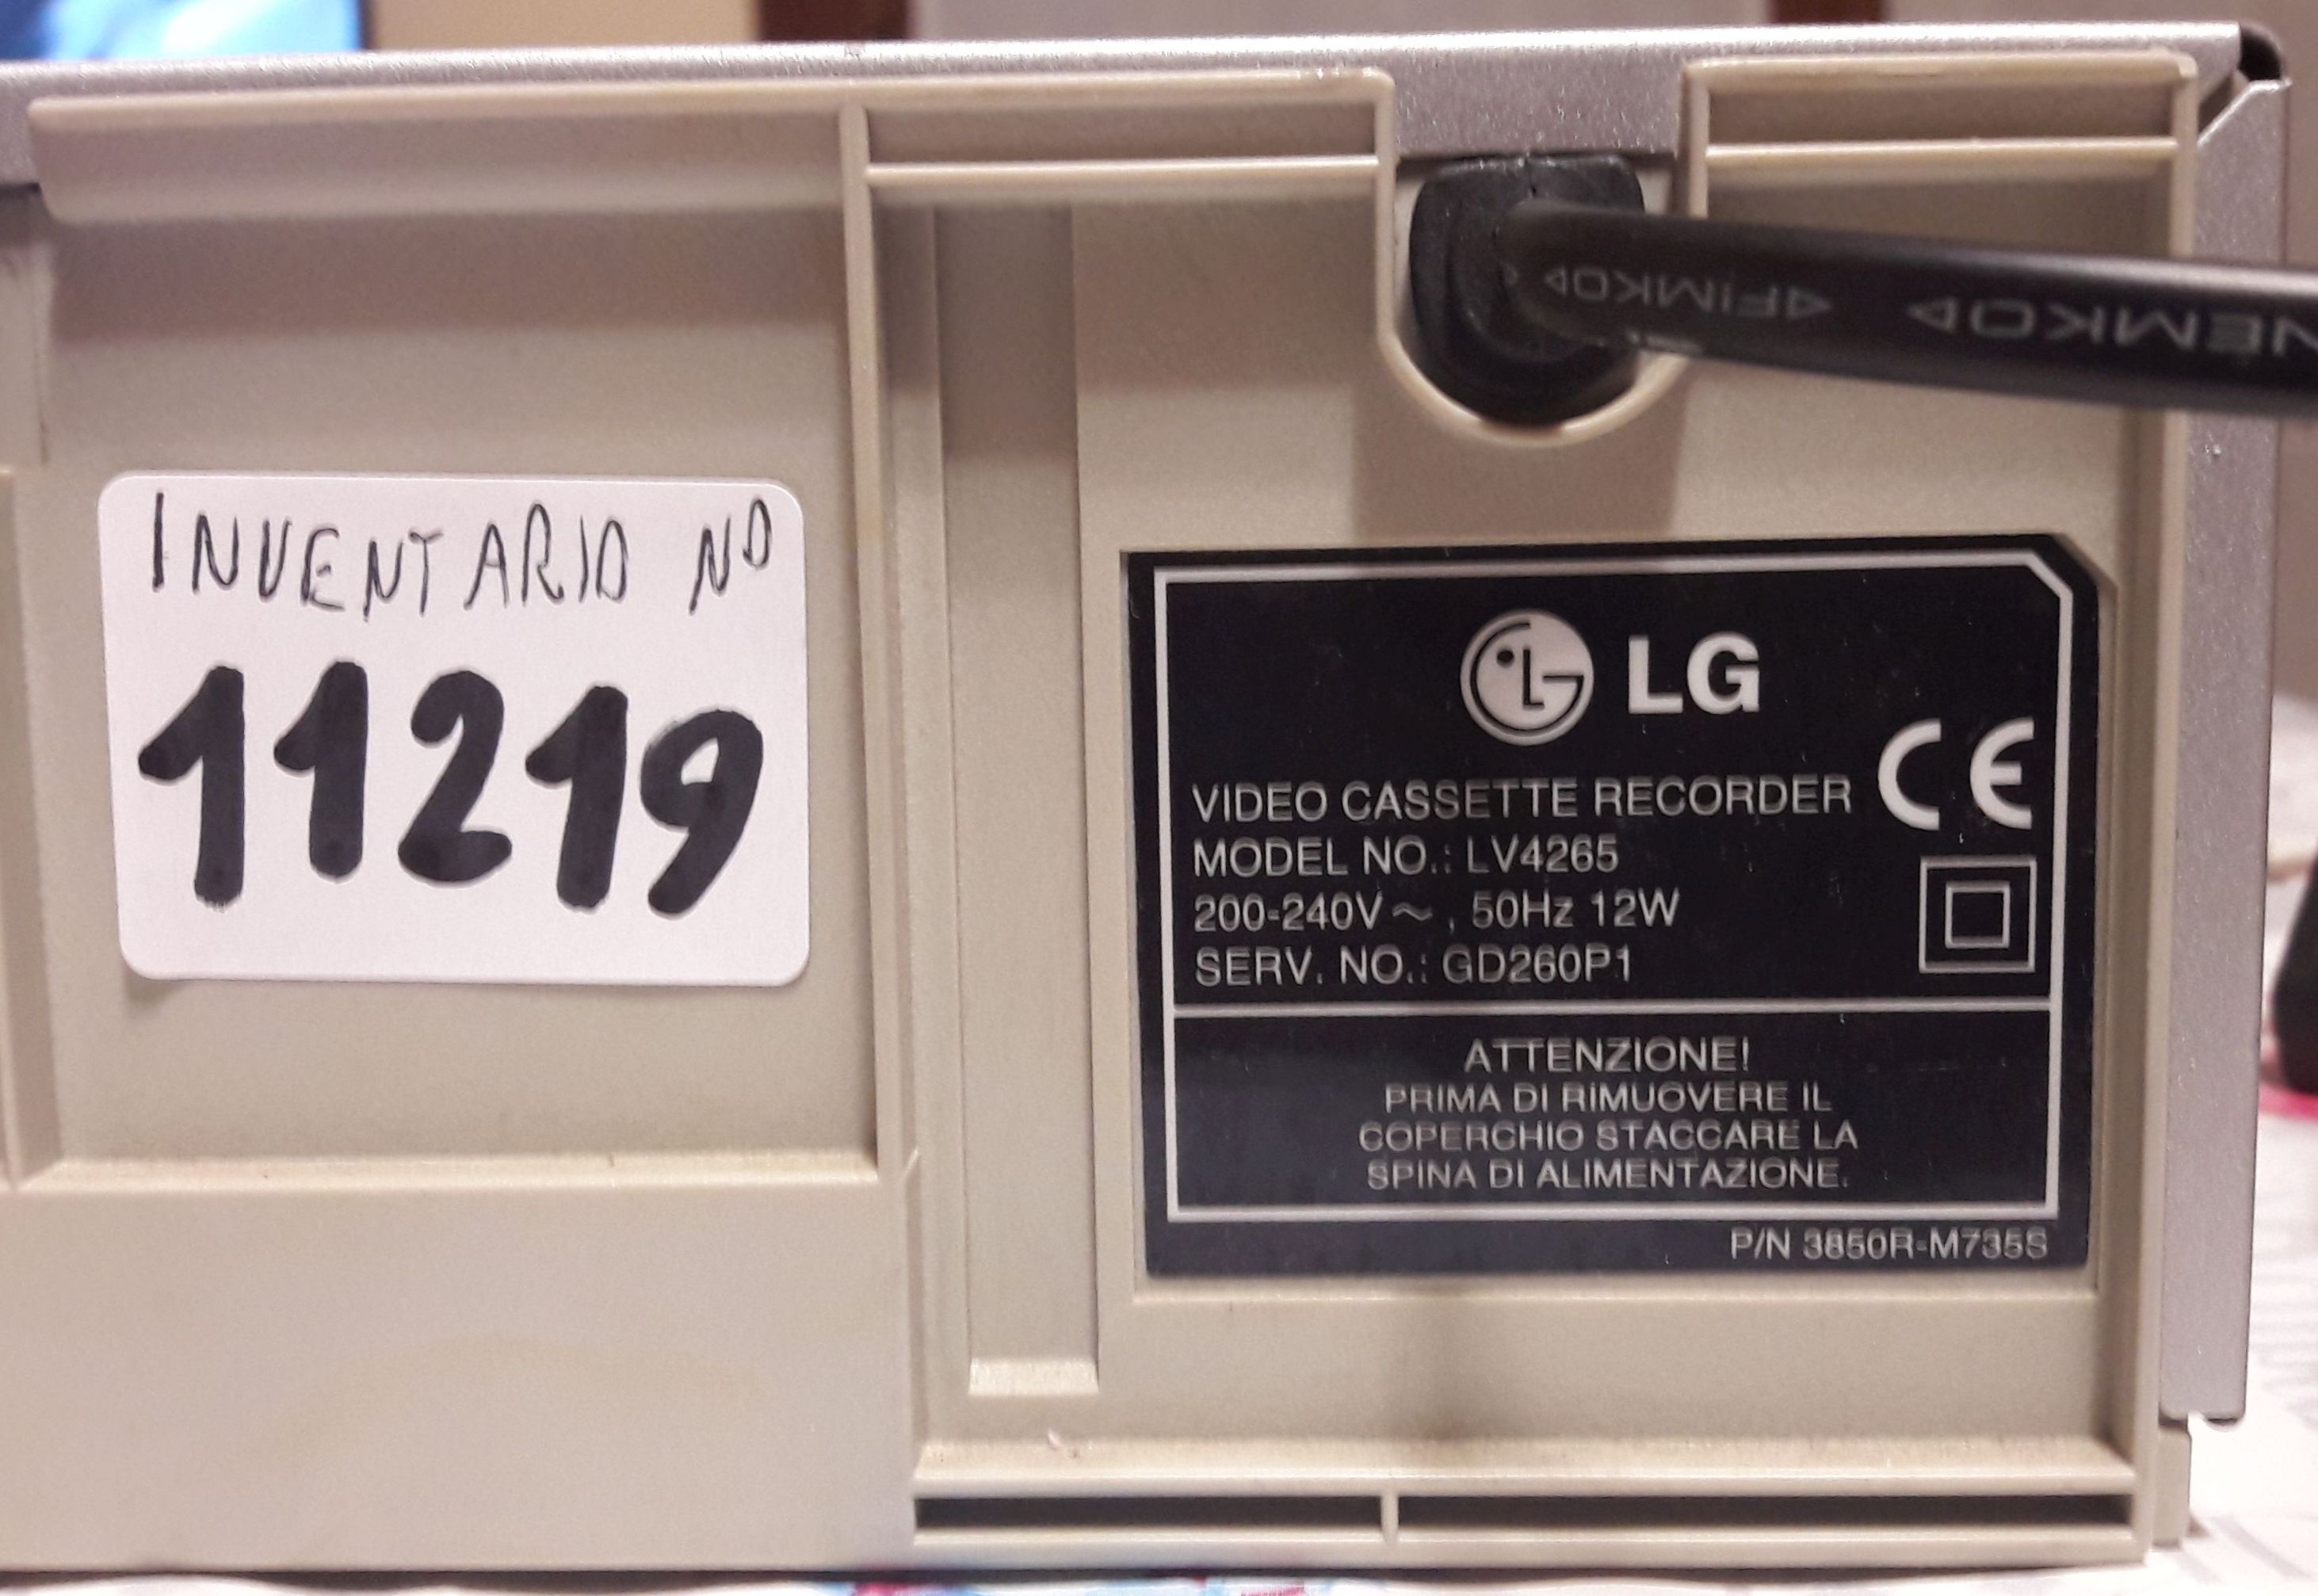 ◁FIMKO▷ NEMKO▷
INVENTARIO Nº
11219
LG
CE
VIDEO CASSETTE RECORDER
MODEL NO.: LV4265
200-240V ~ , 50Hz 12W
SERV. NO.: GD260P1
ATTENZIONE!
PRIMA DI RIMUOVERE IL
COPERCHIO STACCARE LA
SPINA DI ALIMENTAZIONE.
P/N 3850R-M735S